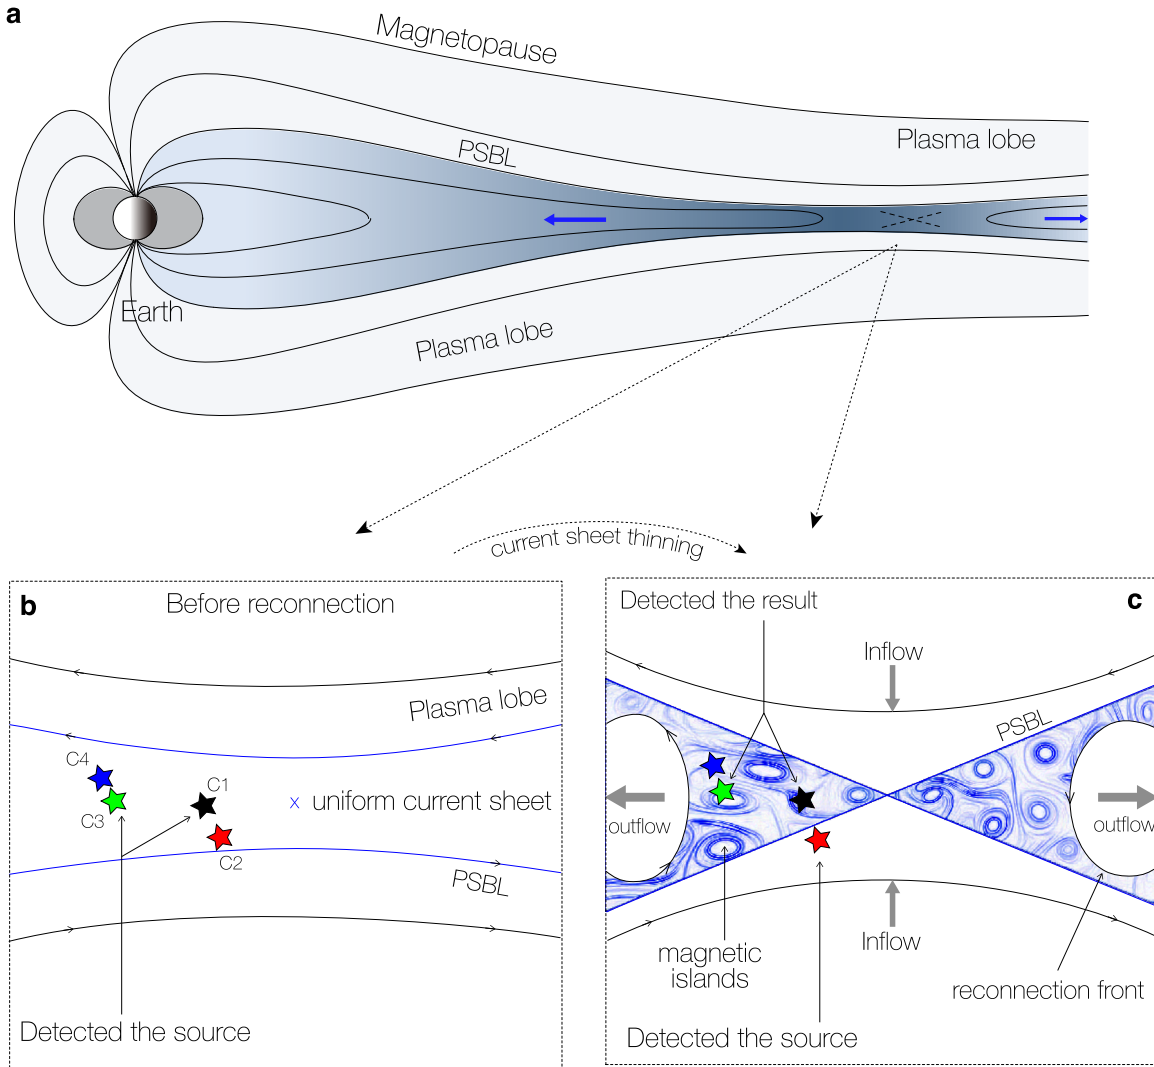 a
Magnetopause
Plasma lobe
PSBL
Earth
Plasma lobe
current sheet thinning
b
Before reconnection
Plasma lobe
C4
C1
C3
uniform current sheet
C2
PSBL
Detected the source
c
Detected the result
Inflow
PSBL
outflow
outflow
Inflow
magnetic
islands
reconnection front
Detected the source